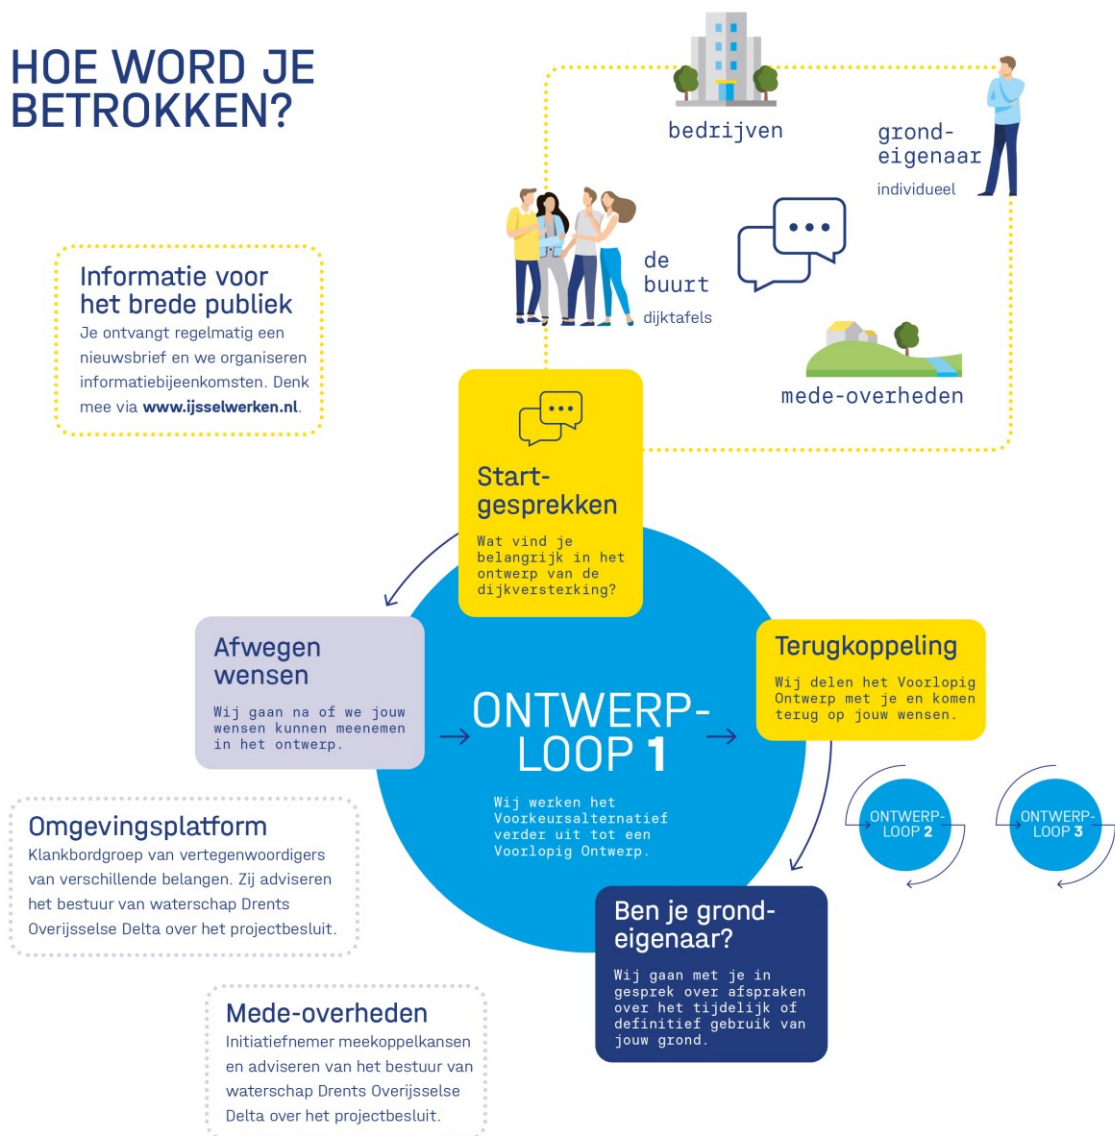 HOE WORD JE
BETROKKEN?
bedrijven
grond-
eigenaar
individueel
de
buurt
dijktafels
mede-overheden
Informatie voor
het brede publiek
Je ontvangt regelmatig een
nieuwsbrief en we organiseren
informatiebijeenkomsten. Denk
mee via www.ijsselwerken.nl.
Start-
gesprekken
Wat vind je
belangrijk in het
ontwerp van de
dijkversterking?
Afwegen
wensen
Wij gaan na of we jouw
wensen kunnen meenemen
in het ontwerp.
ONTWERP-
LOOP 1
Wij werken het
Voorkeursalternatief
verder uit tot een
Voorlopig Ontwerp.
Terugkoppeling
Wij delen het Voorlopig
Ontwerp met je en komen
terug op jouw wensen.
ONTWERP-
LOOP 2
ONTWERP-
LOOP 3
Omgevingsplatform
Klankbordgroep van vertegenwoordigers
van verschillende belangen. Zij adviseren
het bestuur van waterschap Drents
Overijsselse Delta over het projectbesluit.
Ben je grond-
eigenaar?
Wij gaan met je in
gesprek over afspraken
over het tijdelijk of
definitief gebruik van
jouw grond.
Mede-overheden
Initiatiefnemer meekoppelkansen
en adviseren van het bestuur van
waterschap Drents Overijsselse
Delta over het projectbesluit.